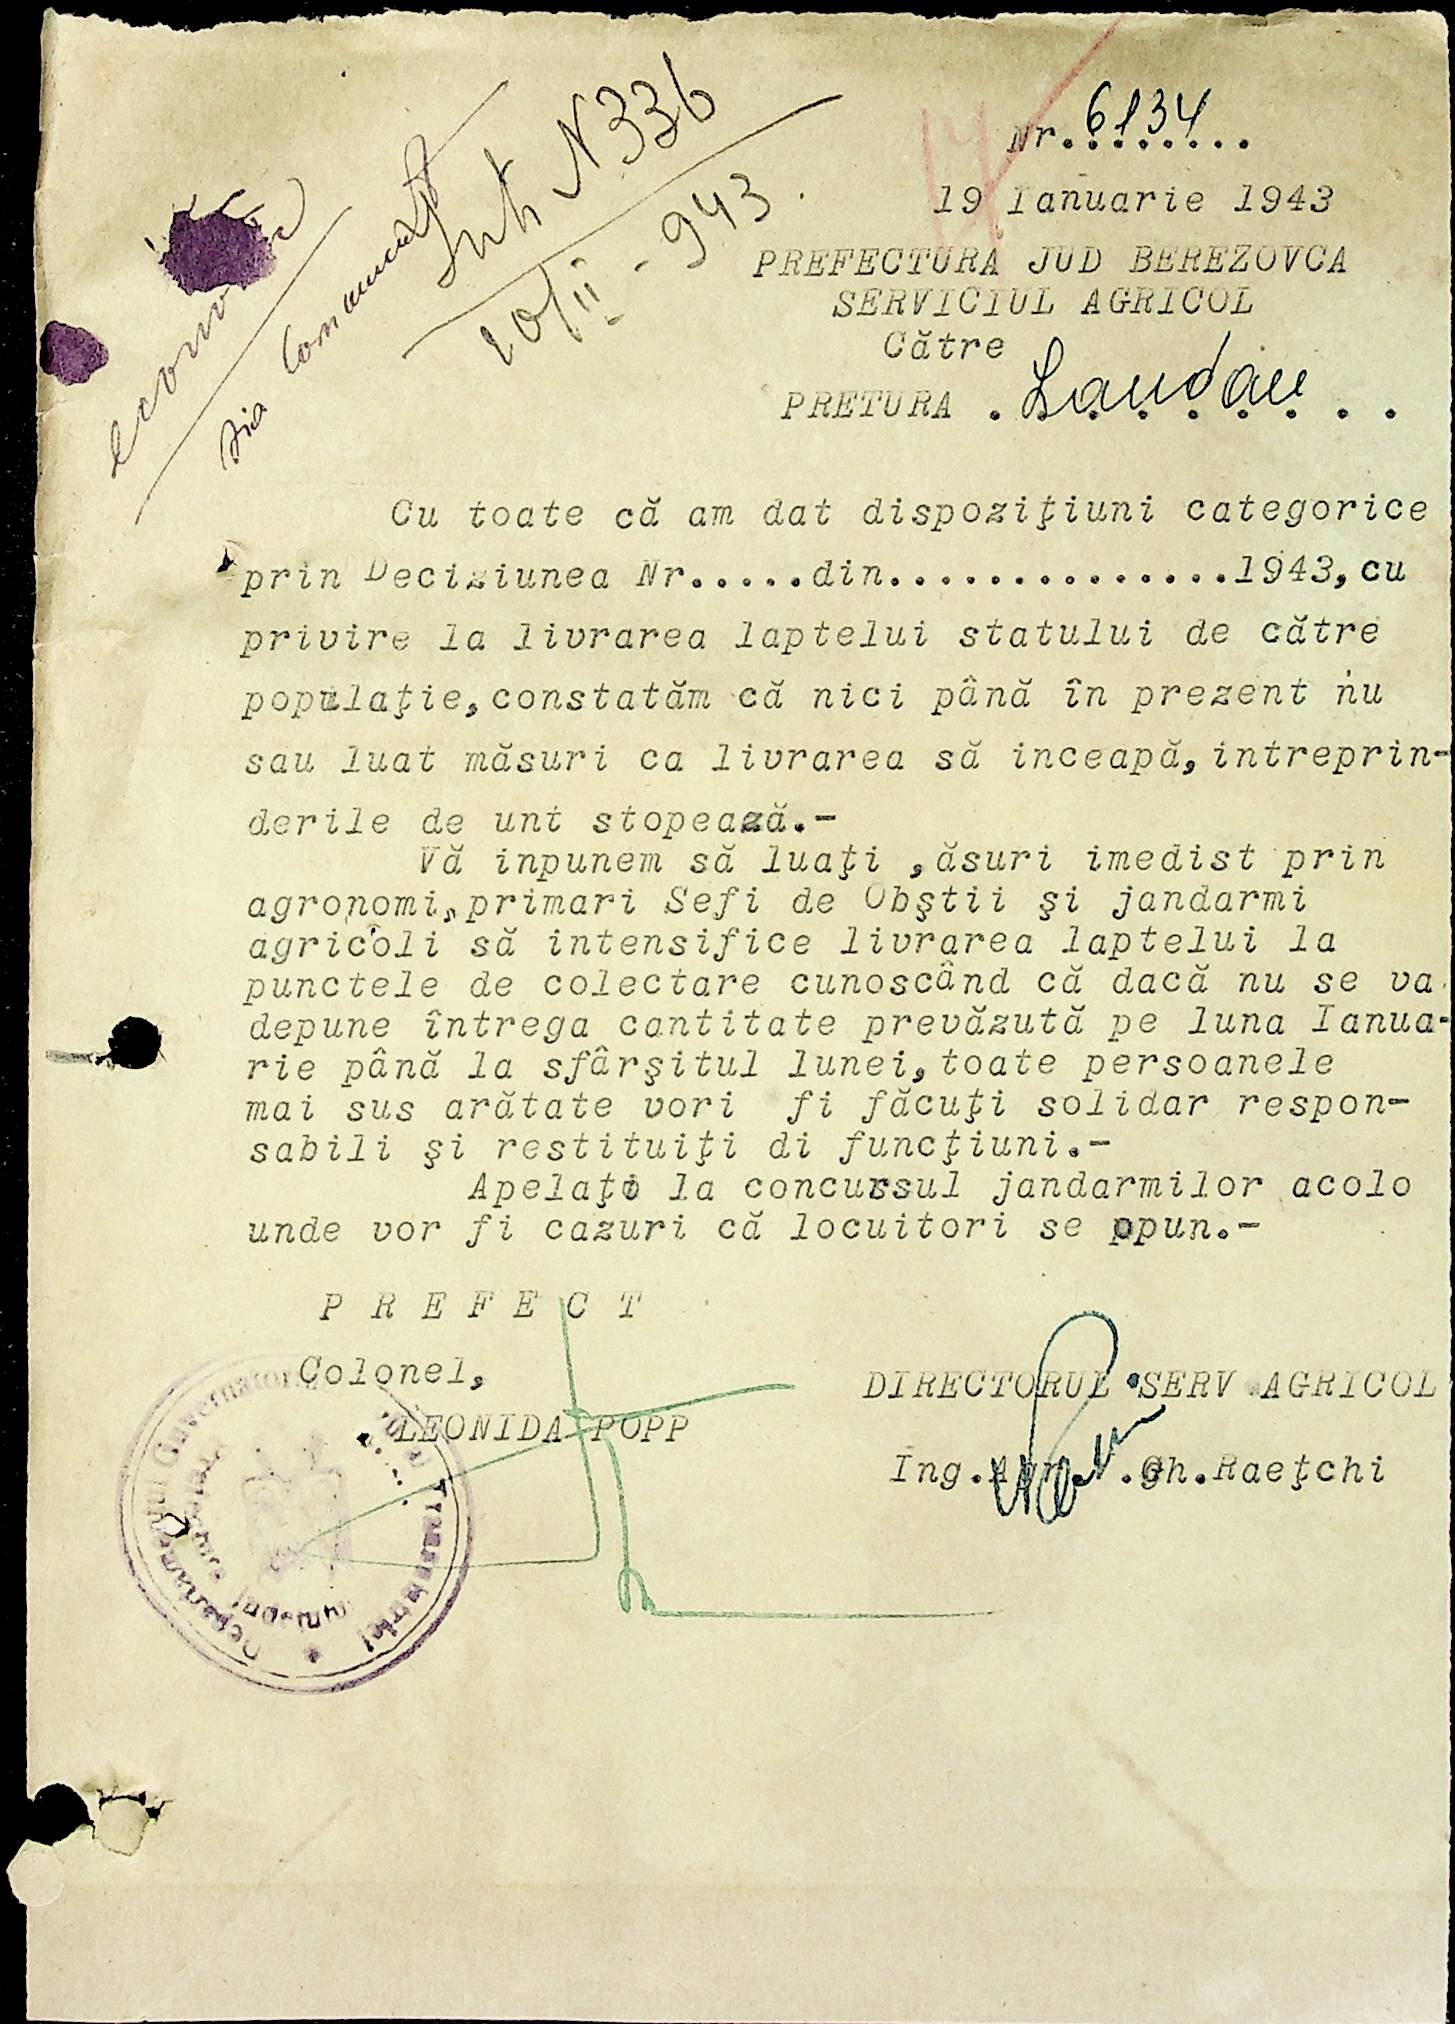 Int N 336
20/II - 943.
Nr. 6134
19 Ianuarie 1943
PREFECTURA JUD BEREZOVCA
SERVICIUL AGRICOL
Către
PRETURA . Landau . .
Cu toate că am dat dispoziţiuni categorice
prin Deciziunea Nr.....din..............1943,cu
privire la livrarea laptelui statului de către
populaţie,constatăm că nici până în prezent nu
sau luat măsuri ca livrarea să inceapă,intreprin-
derile de unt stopează.-
Vă inpunem să luaţi ,ăsuri imedist prin
agronomi,primari Sefi de Obştii şi jandarmi
agricoli să intensifice livrarea laptelui la
punctele de colectare cunoscând că dacă nu se va
depune întrega cantitate prevăzută pe luna Ianua-
rie până la sfârşitul lunei,toate persoanele
mai sus arătate vori fi făcuţi solidar respon-
sabili şi restituiţi di funcţiuni.-
Apelaţi la concursul jandarmilor acolo
unde vor fi cazuri că locuitori se opun.-
P R E F E C T
Colonel,
LEONIDA POPP
DIRECTORUL SERV AGRICOL
Ing.Agr. .Gh.Raeţchi